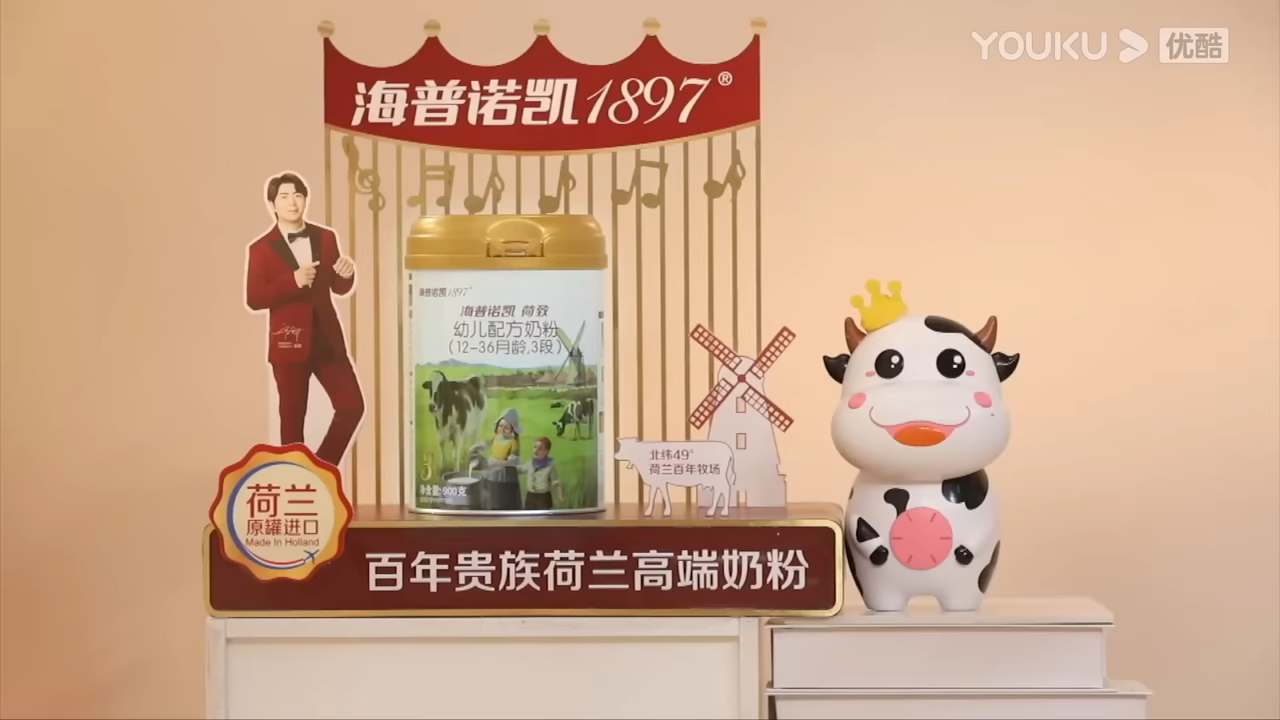 YOUKU 优酷
海普诺凯1897®
海普诺凯1897
海普诺凯 荷致
幼儿配方奶粉
(12-36月龄,3段)
3
净含量:900克
北纬49°
荷兰百年牧场
荷兰
原罐进口
Made In Holland
百年贵族荷兰高端奶粉